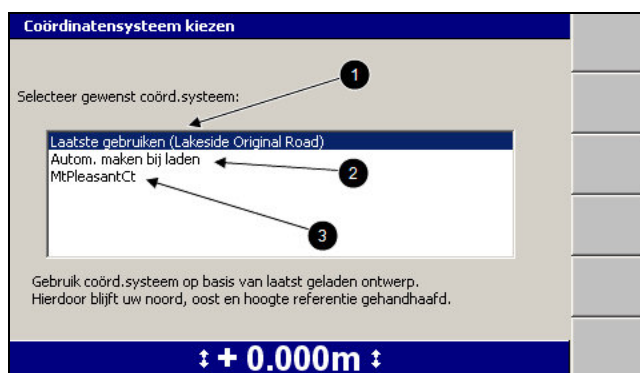 Coördinatensysteem kiezen
1
Selecteer gewenst coörd.systeem:
Laatste gebruiken (Lakeside Original Road)
Autom. maken bij laden
2
MtPleasantCt
3
Gebruik coörd.systeem op basis van laatst geladen ontwerp.
Hierdoor blijft uw noord, oost en hoogte referentie gehandhaafd.
↕ + 0.000m ↕